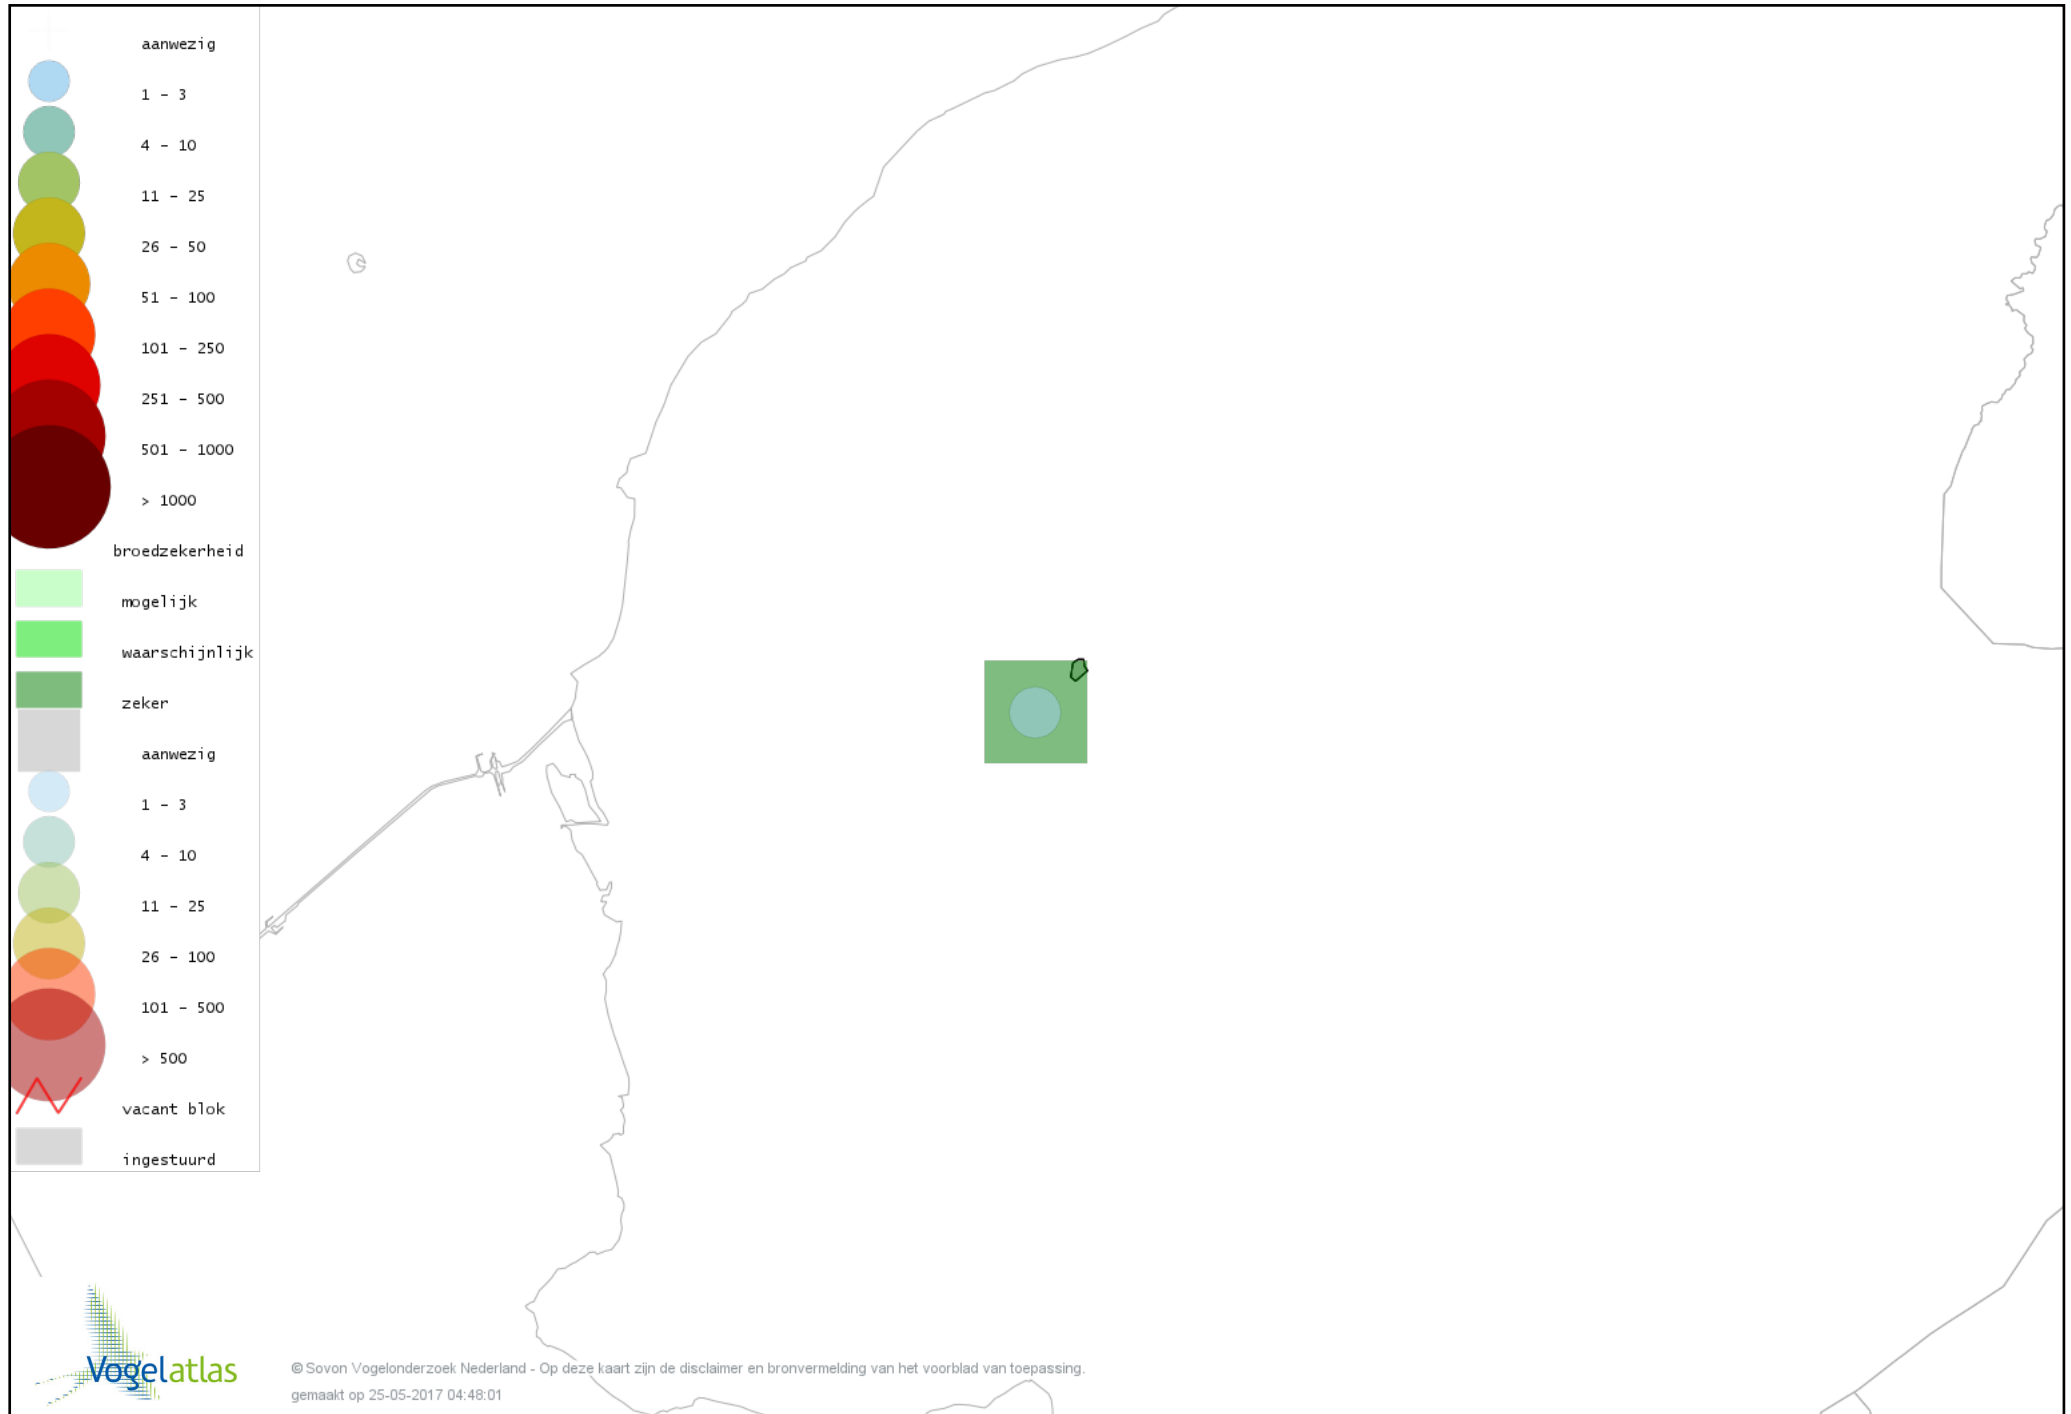 aanwezig
1 - 3
4 - 10
11 - 25
26 - 50
51 - 100
101 - 250
251 - 500
501 - 1000
> 1000
broedzekerheid
mogelijk
waarschijnlijk
zeker
aanwezig
1 - 3
4 - 10
11 - 25
26 - 100
101 - 500
> 500
vacant blok
ingestuurd
Vogelatlas
© Sovon Vogelonderzoek Nederland - Op deze kaart zijn de disclaimer en bronvermelding van het voorblad van toepassing.
gemaakt op 25-05-2017 04:48:01